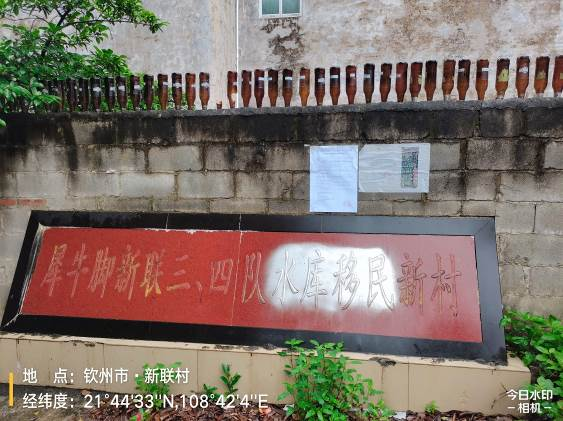 犀牛脚新联三、四队水库移民新村
地 点：钦州市·新联村
经纬度：21°44'33"N,108°42'4"E
今日水印
－相机－